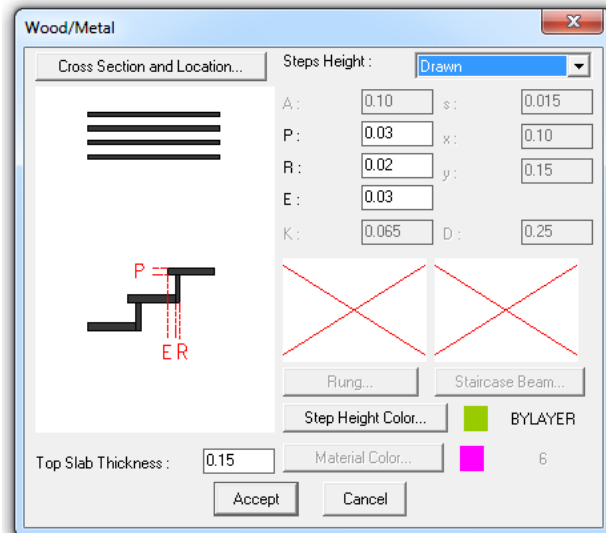 Wood/Metal
Cross Section and Location...
Steps Height :
Drawn
A :
0.10
s :
0.015
P :
0.03
x :
0.10
R :
0.02
y :
0.15
E :
0.03
K :
0.065
D :
0.25
P
E R
Rung...
Staircase Beam...
Step Height Color...
BYLAYER
Top Slab Thickness :
0.15
Material Color...
6
Accept
Cancel